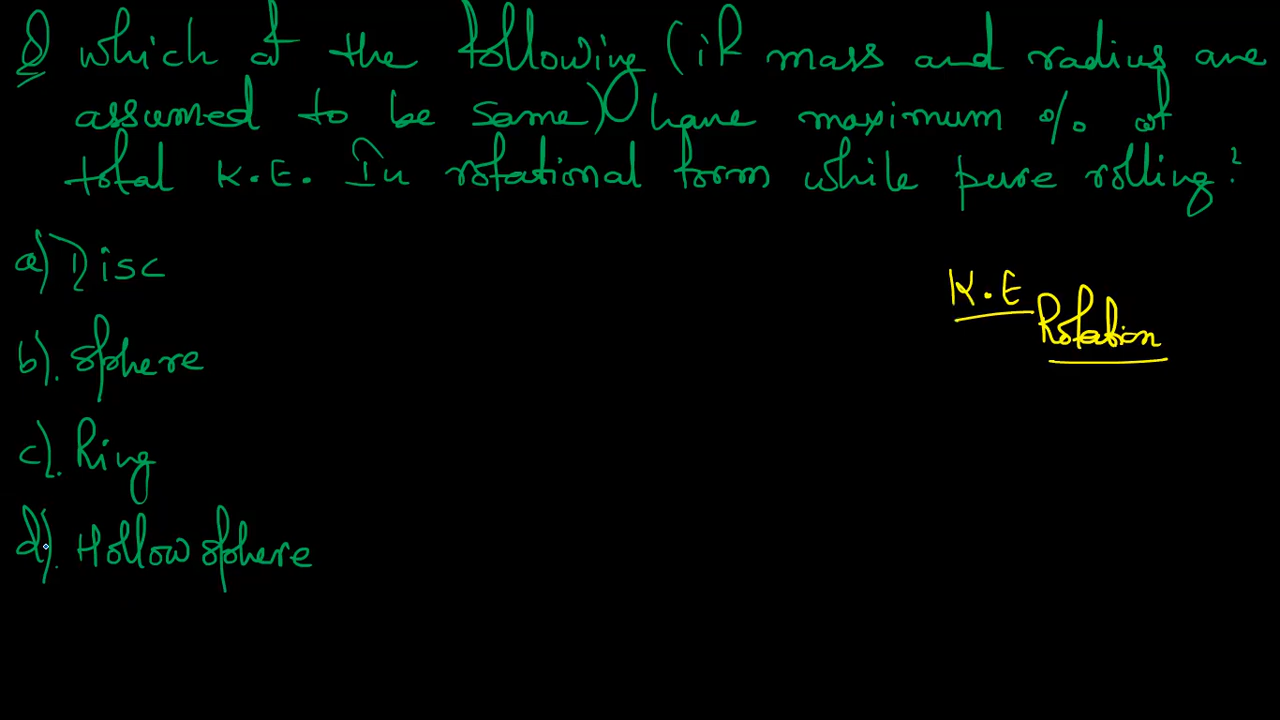 Q which of the following (if mass and radius are
assumed to be same) have maximum % of
total K.E. In rotational form while pure rolling?
a) Disc
b). Sphere
c). Ring
d). Hollow sphere
K.E Rotation